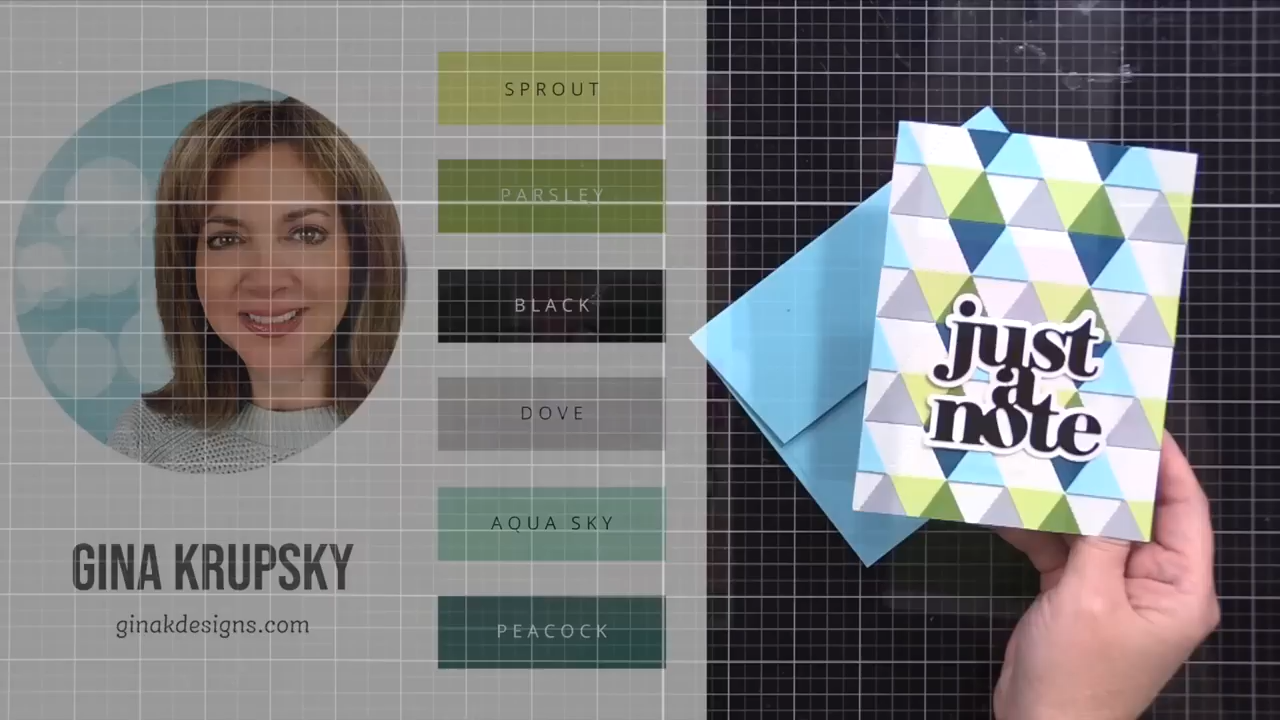 SPROUT
PARSLEY
BLACK
DOVE
AQUA SKY
PEACOCK
GINA KRUPSKY
ginakdesigns.com
just
a
note